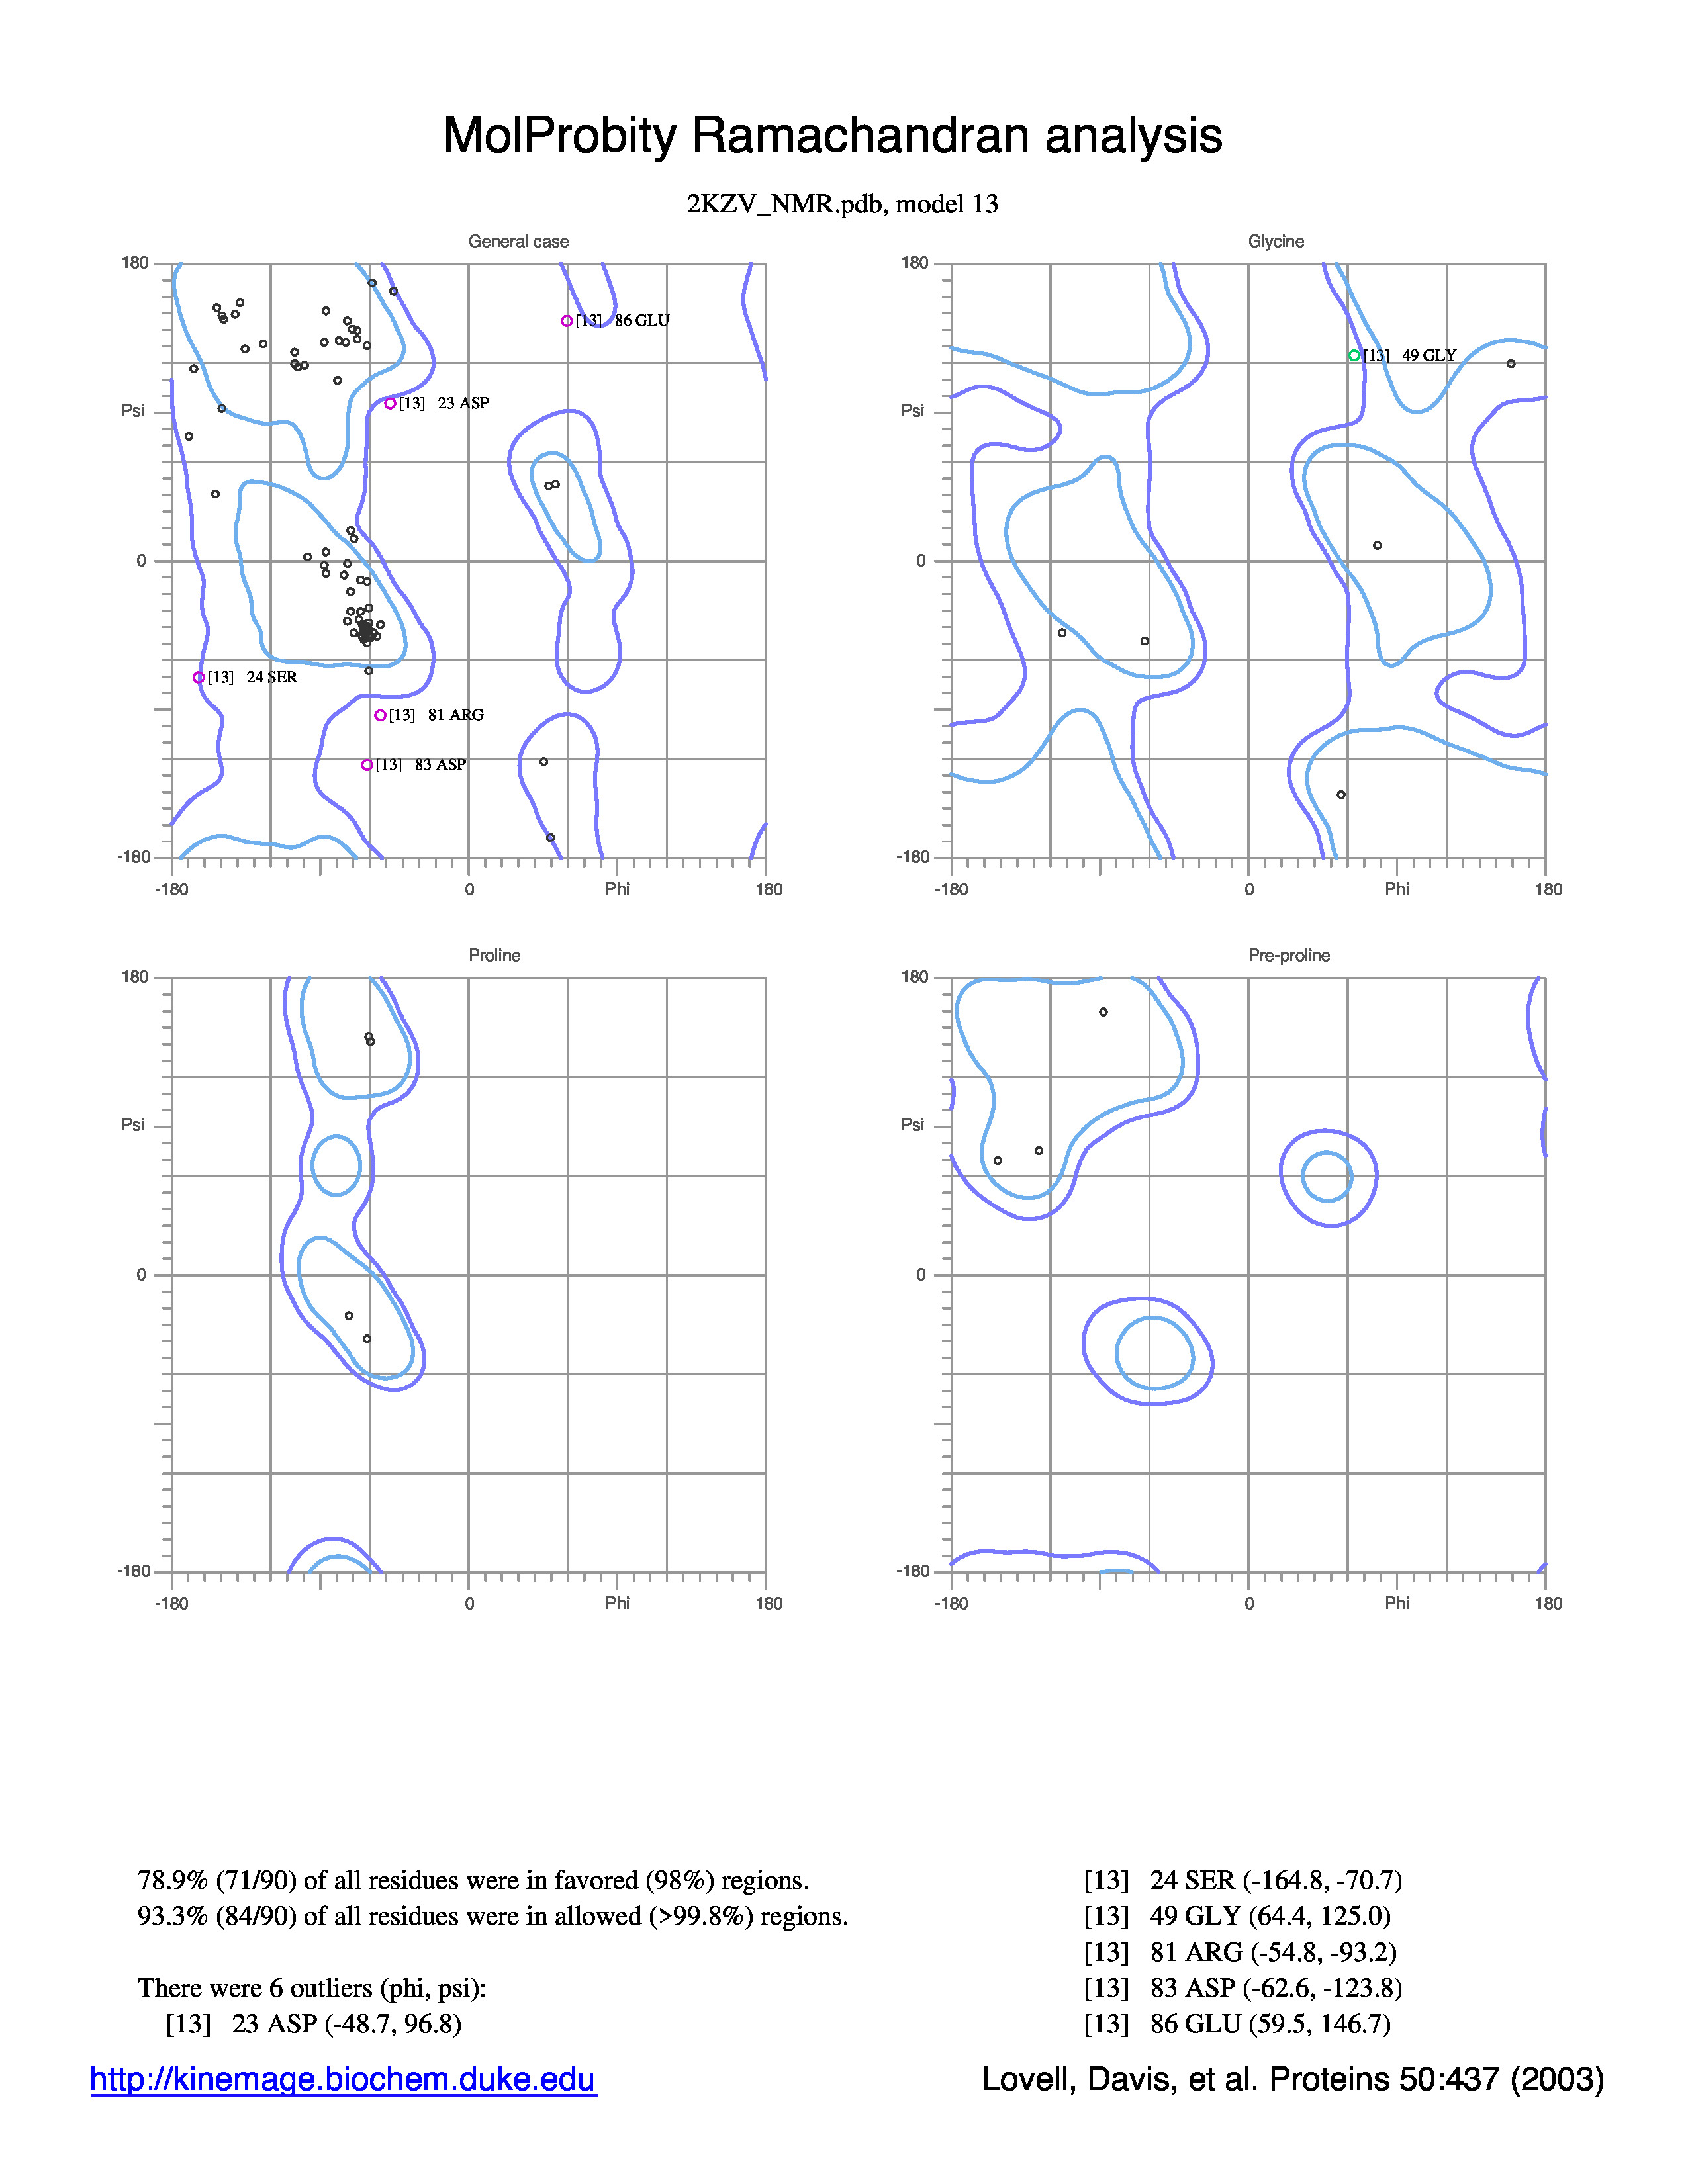 MolProbity Ramachandran analysis
2KZV_NMR.pdb, model 13
General case
180
Psi
0
-180
-180
0
Phi
180
[13] 86 GLU
[13] 23 ASP
[13] 24 SER
[13] 81 ARG
[13] 83 ASP
Glycine
180
Psi
0
-180
-180
0
Phi
180
[13] 49 GLY
Proline
180
Psi
0
-180
-180
0
Phi
180
Pre-proline
180
Psi
0
-180
-180
0
Phi
180
78.9% (71/90) of all residues were in favored (98%) regions.
93.3% (84/90) of all residues were in allowed (>99.8%) regions.
There were 6 outliers (phi, psi):
[13] 23 ASP (-48.7, 96.8)
[13] 24 SER (-164.8, -70.7)
[13] 49 GLY (64.4, 125.0)
[13] 81 ARG (-54.8, -93.2)
[13] 83 ASP (-62.6, -123.8)
[13] 86 GLU (59.5, 146.7)
http://kinemage.biochem.duke.edu
Lovell, Davis, et al. Proteins 50:437 (2003)